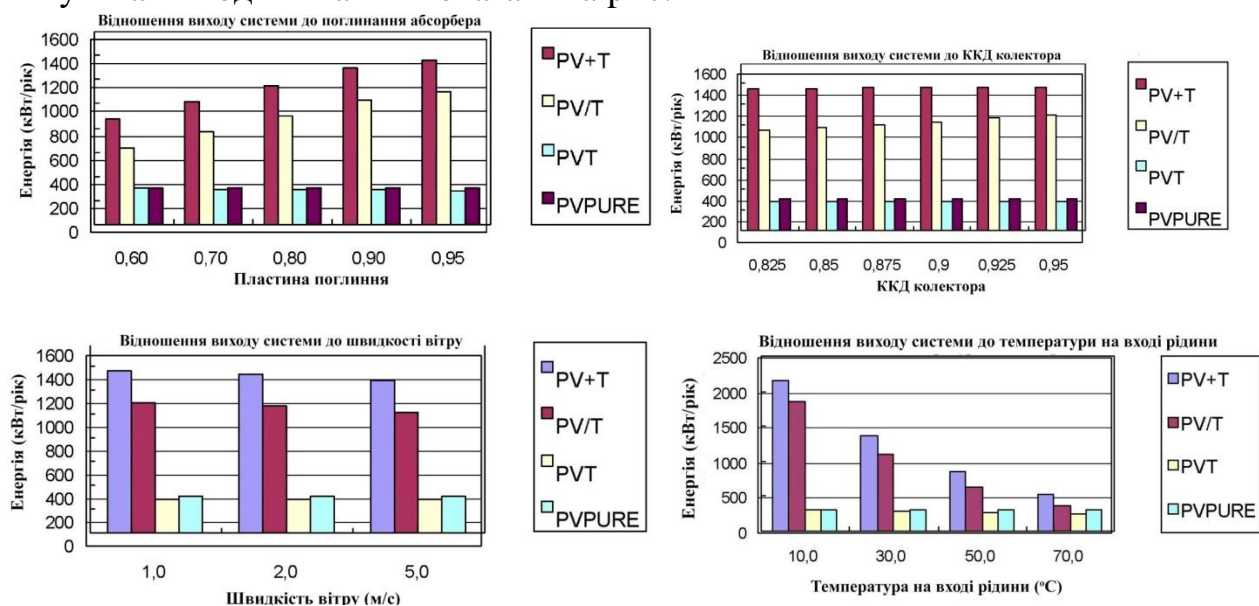 Відношення виходу системи до поглинання абсорбера
Енергія (кВт/рік)
1600
1400
1200
1000
800
600
400
200
0
0,60 0,70 0,80 0,90 0,95
Пластина поглиння
PV+T
PV/T
PVT
PVPURE
Відношення виходу системи до ККД колектора
Енергія (кВт/рік)
1600
1400
1200
1000
800
600
400
200
0
0,825 0,85 0,875 0,9 0,925 0,95
ККД колектора
PV+T
PV/T
PVT
PVPURE
Відношення виходу системи до швидкості вітру
Енергія (кВт/рік)
1600
1400
1200
1000
800
600
400
200
0
1,0 2,0 5,0
Швидкість вітру (м/с)
PV+T
PV/T
PVT
PVPURE
Відношення виходу системи до температури на вході рідини
Енергія (кВт/рік)
2500
2000
1500
1000
500
0
10,0 30,0 50,0 70,0
Температура на вході рідини (°C)
PV+T
PV/T
PVT
PVPURE